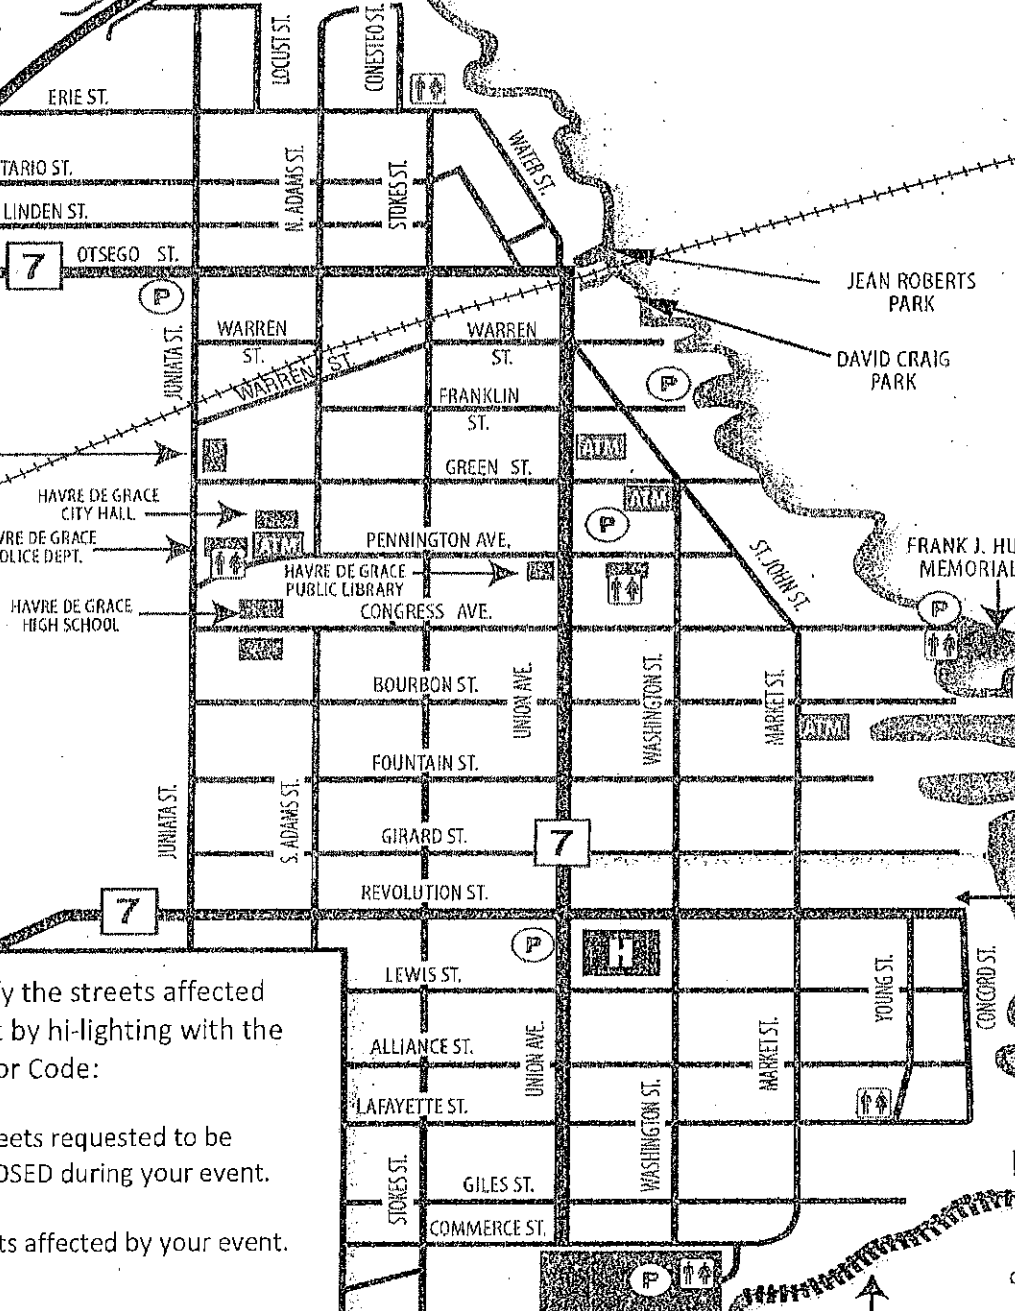 LOCUST ST.
CONESTEO ST.
ERIE ST.
WATER ST.
TARIO ST.
N. ADAMS ST.
STOKES ST.
LINDEN ST.
7
OTSEGO ST.
P
JEAN ROBERTS
PARK
JUNIATA ST.
WARREN
ST.
WARREN
ST.
WARREN ST.
DAVID CRAIG
PARK
P
FRANKLIN
ST.
ATM
GREEN ST.
HAVRE DE GRACE
CITY HALL
ATM
P
VRE DE GRACE
OLICE DEPT.
ATM
PENNINGTON AVE,
ST. JOHN ST.
FRANK J. HU
MEMORIAL
HAVRE DE GRACE
PUBLIC LIBRARY
HAVRE DE GRACE
HIGH SCHOOL
CONGRESS AVE.
P
BOURBON ST.
UNION AVE.
WASHINGTON ST.
MARKET ST.
ATM
FOUNTAIN ST.
JUNIATA ST.
S. ADAMS ST.
GIRARD ST.
7
REVOLUTION ST.
7
P
H
LEWIS ST.
YOUNG ST.
CONCORD ST.
fy the streets affected
t by hi-lighting with the
or Code:
ALLIANCE ST.
UNION AVE.
MARKET ST.
LAFAYETTE ST.
eets requested to be
OSED during your event.
STOKES ST.
WASHINGTON ST.
GILES ST.
COMMERCE ST.
ts affected by your event.
P